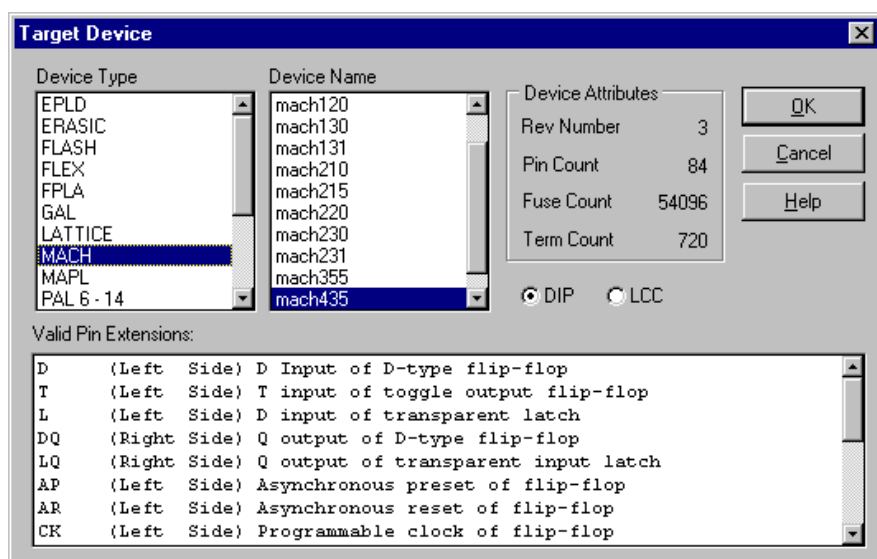 Target Device
Device Type
EPLD
ERASIC
FLASH
FLEX
FPLA
GAL
LATTICE
MACH
MAPL
PAL 6 - 14
Device Name
mach120
mach130
mach131
mach210
mach215
mach220
mach230
mach231
mach355
mach435
Device Attributes
Rev Number 3
Pin Count 84
Fuse Count 54096
Term Count 720
DIP LCC
OK
Cancel
Help
Valid Pin Extensions:
D (Left Side) D Input of D-type flip-flop
T (Left Side) T input of toggle output flip-flop
L (Left Side) D input of transparent latch
DQ (Right Side) Q output of D-type flip-flop
LQ (Right Side) Q output of transparent input latch
AP (Left Side) Asynchronous preset of flip-flop
AR (Left Side) Asynchronous reset of flip-flop
CK (Left Side) Programmable clock of flip-flop